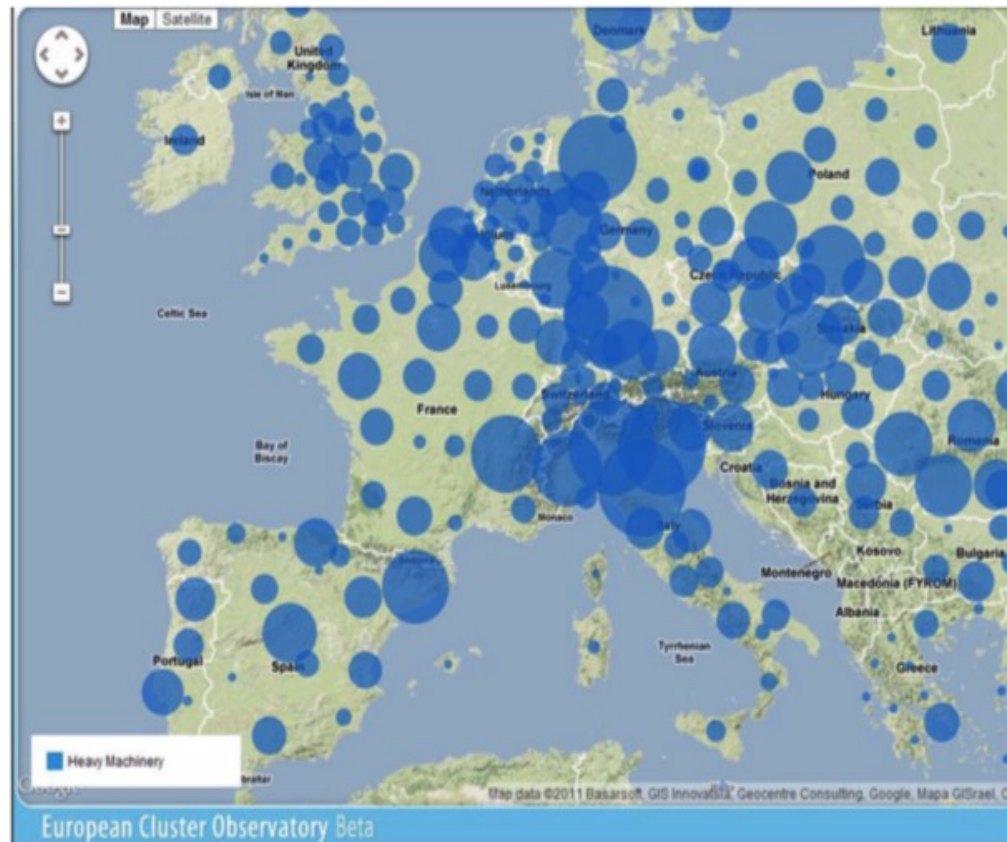 Map Satellite
Denmark
Lithuania
United
Kingdom
Isle of Man
Ireland
Poland
Netherlands
Germany
Czech Republic
Luxembourg
Celtic Sea
Slovakia
Austria
Hungary
Switzerland
France
Slovenia
Romania
Bay of
Biscay
Croatia
Bosnia and
Herzegovina
Serbia
Monaco
Italy
Kosovo
Bulgaria
Montenegro
Macedonia (FYROM)
Albania
Tyrrhenian
Sea
Portugal
Spain
Greece
Heavy Machinery
Google
Map data ©2011 Basarsoft, GIS Innovatsia, Geocentre Consulting, Google, Mapa GISrael,
European Cluster Observatory Beta